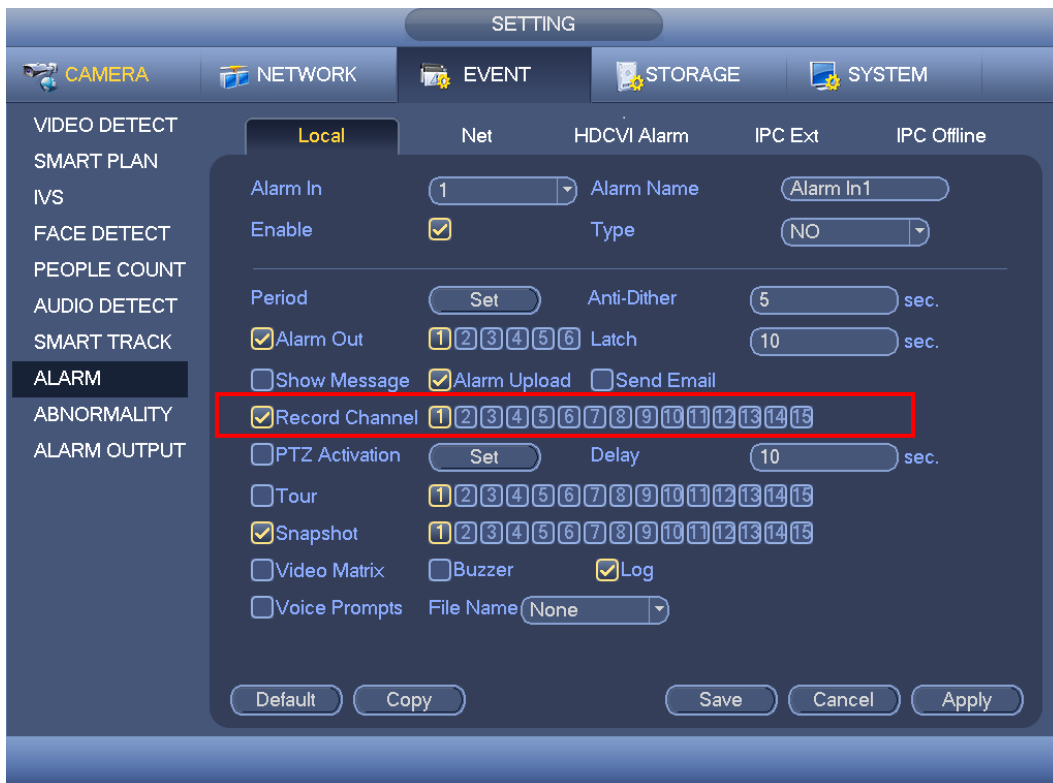 SETTING
CAMERA NETWORK EVENT STORAGE SYSTEM
VIDEO DETECT
SMART PLAN
IVS
FACE DETECT
PEOPLE COUNT
AUDIO DETECT
SMART TRACK
ALARM
ABNORMALITY
ALARM OUTPUT
Local Net HDCVI Alarm IPC Ext IPC Offline
Alarm In 1 Alarm Name Alarm In1
Enable Type NO
Period Set Anti-Dither 5 sec.
Alarm Out 1 2 3 4 5 6 Latch 10 sec.
Show Message Alarm Upload Send Email
Record Channel 1 2 3 4 5 6 7 8 9 10 11 12 13 14 15
PTZ Activation Set Delay 10 sec.
Tour 1 2 3 4 5 6 7 8 9 10 11 12 13 14 15
Snapshot 1 2 3 4 5 6 7 8 9 10 11 12 13 14 15
Video Matrix Buzzer Log
Voice Prompts File Name None
Default Copy Save Cancel Apply